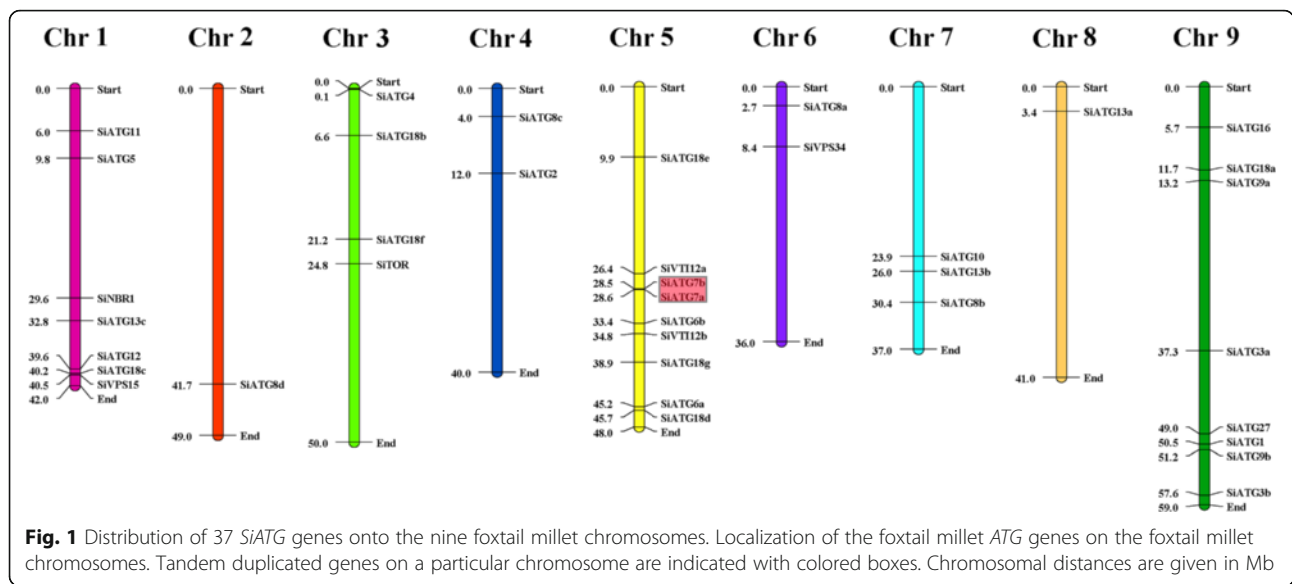 Chr 1 Chr 2 Chr 3 Chr 4 Chr 5 Chr 6 Chr 7 Chr 8 Chr 9
0.0 Start
6.0 SiATG11
9.8 SiATG5
29.6 SiNBR1
32.8 SiATG13c
39.6 SiATG12
40.2 SiATG18c
40.5 SiVPS15
42.0 End
0.0 Start
41.7 SiATG8d
49.0 End
0.0 Start
0.1 SiATG4
6.6 SiATG18b
21.2 SiATG18f
24.8 SiTOR
50.0 End
0.0 Start
4.0 SiATG8c
12.0 SiATG2
40.0 End
0.0 Start
9.9 SiATG18e
26.4 SiVTI12a
28.5 SiATG7b
28.6 SiATG7a
33.4 SiATG6b
34.8 SiVTI12b
38.9 SiATG18g
45.2 SiATG6a
45.7 SiATG18d
48.0 End
0.0 Start
2.7 SiATG8a
8.4 SiVPS34
36.0 End
0.0 Start
23.9 SiATG10
26.0 SiATG13b
30.4 SiATG8b
37.0 End
0.0 Start
3.4 SiATG13a
41.0 End
0.0 Start
5.7 SiATG16
11.7 SiATG18a
13.2 SiATG9a
37.3 SiATG3a
49.0 SiATG27
50.5 SiATG1
51.2 SiATG9b
57.6 SiATG3b
59.0 End
Fig. 1 Distribution of 37 SiATG genes onto the nine foxtail millet chromosomes. Localization of the foxtail millet ATG genes on the foxtail millet
chromosomes. Tandem duplicated genes on a particular chromosome are indicated with colored boxes. Chromosomal distances are given in Mb